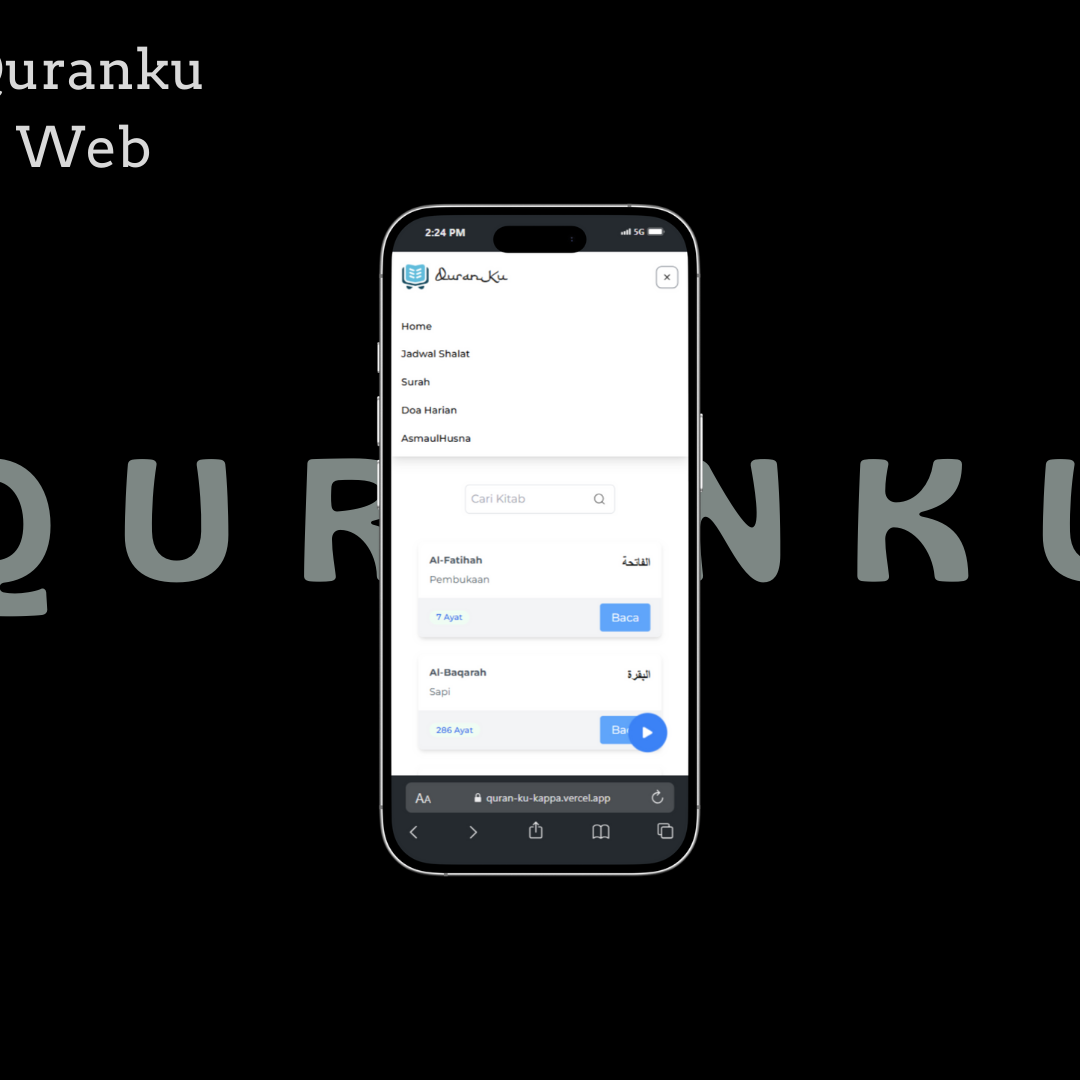 Quranku
Web
QURANKU
2:24 PM
5G
QuranKu
Home
Jadwal Shalat
Surah
Doa Harian
AsmaulHusna
Cari Kitab
Al-Fatihah
الفاتحة
Pembukaan
7 Ayat
Baca
Al-Baqarah
البقرة
Sapi
286 Ayat
Ba
AA
quran-ku-kappa.vercel.app